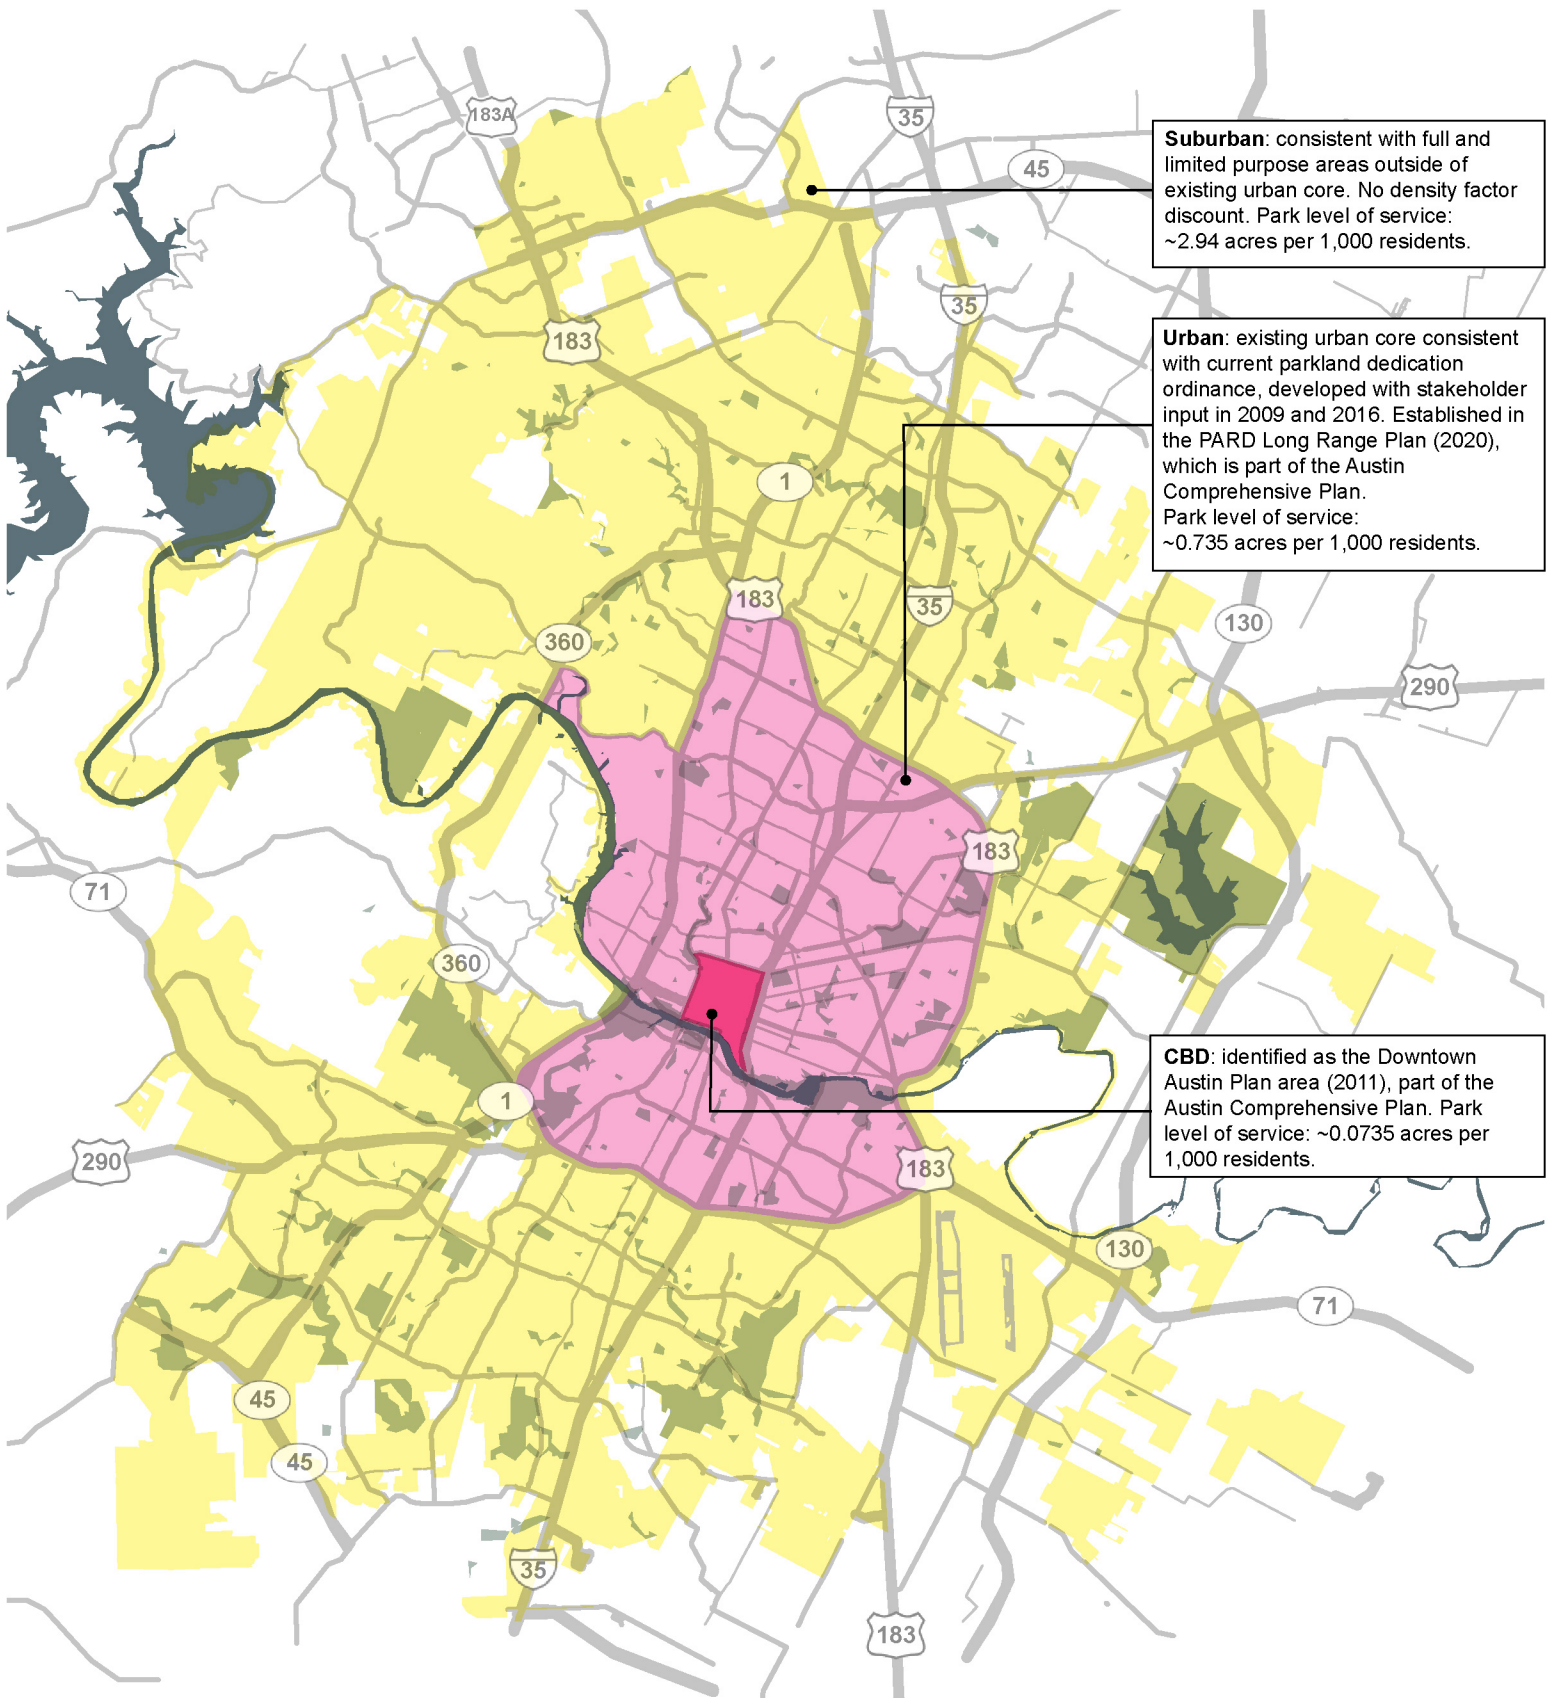 183A
35
45
Suburban: consistent with full and
limited purpose areas outside of
existing urban core. No density factor
discount. Park level of service:
~2.94 acres per 1,000 residents.
35
183
Urban: existing urban core consistent
with current parkland dedication
ordinance, developed with stakeholder
input in 2009 and 2016. Established in
the PARD Long Range Plan (2020),
which is part of the Austin
Comprehensive Plan.
Park level of service:
~0.735 acres per 1,000 residents.
1
183
35
130
360
290
183
71
360
CBD: identified as the Downtown
Austin Plan area (2011), part of the
Austin Comprehensive Plan. Park
level of service: ~0.0735 acres per
1,000 residents.
1
290
183
130
71
45
45
35
183